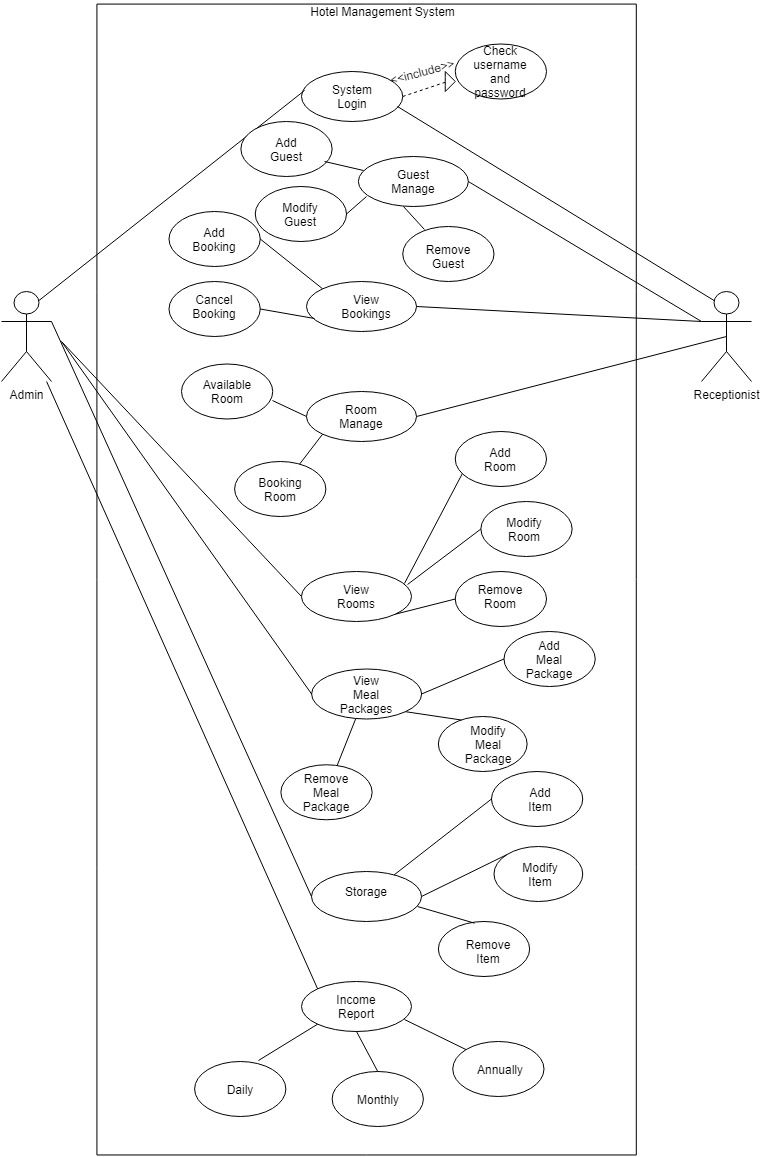 Hotel Management System
Check
username
and
password
<<include>>
System
Login
Add
Guest
Guest
Manage
Modify
Guest
Add
Booking
Remove
Guest
Cancel
Booking
View
Bookings
Admin
Receptionist
Available
Room
Room
Manage
Add
Room
Booking
Room
Modify
Room
View
Rooms
Remove
Room
Add
Meal
Package
View
Meal
Packages
Modify
Meal
Package
Remove
Meal
Package
Add
Item
Modify
Item
Storage
Remove
Item
Income
Report
Annually
Daily
Monthly